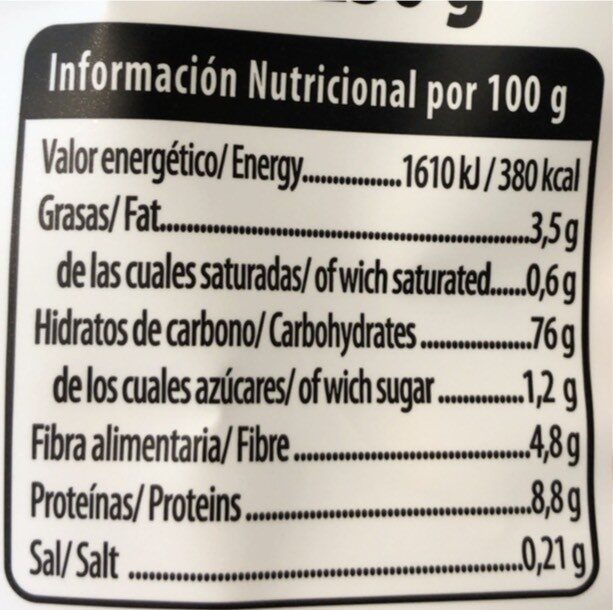 Información Nutricional por 100 g
Valor energético/ Energy................1610 kJ / 380 kcal
Grasas/ Fat..........................................................3,5 g
de las cuales saturadas/ of wich saturated......0,6 g
Hidratos de carbono/ Carbohydrates.................76 g
de los cuales azúcares/ of wich sugar..............1,2 g
Fibra alimentaria/ Fibre.......................................4,8 g
Proteínas/ Proteins..............................................8,8 g
Sal/ Salt ..............................................................0,21 g